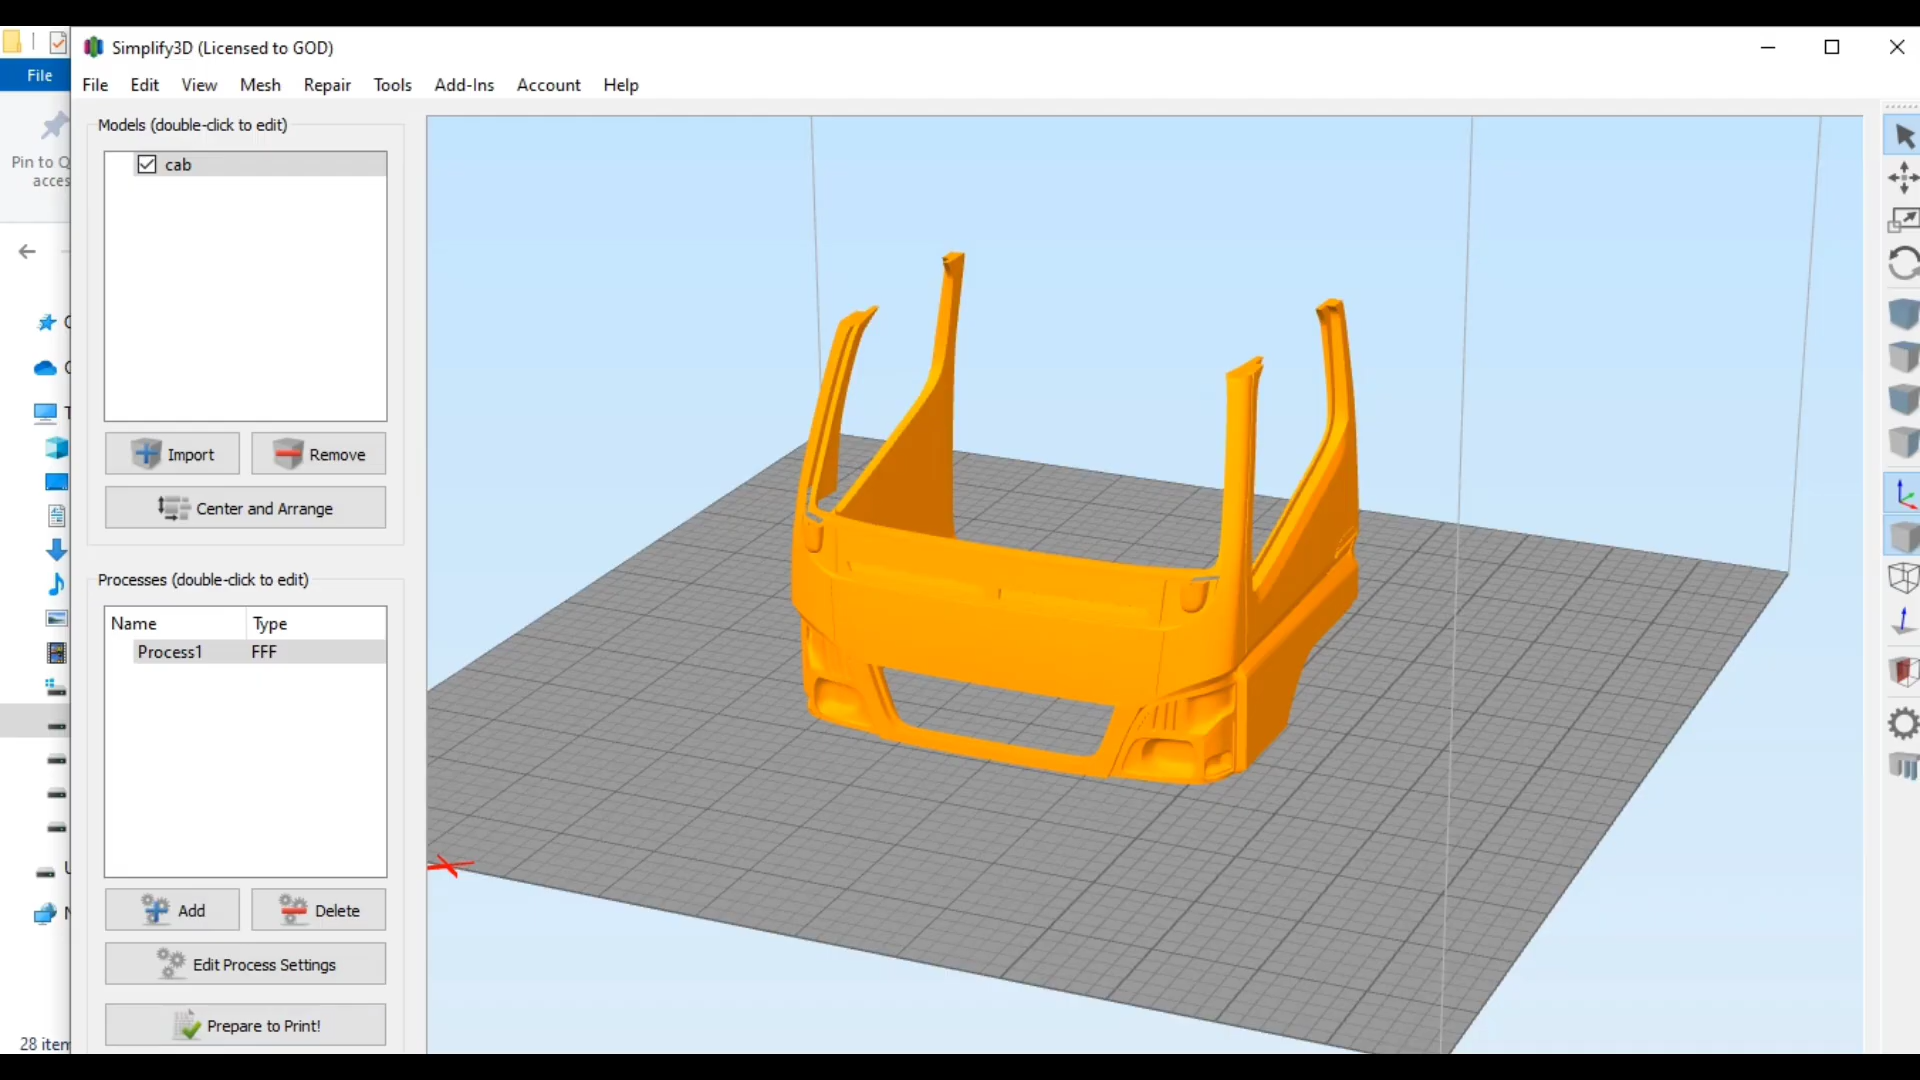 Simplify3D (Licensed to GOD)
File
File Edit View Mesh Repair Tools Add-Ins Account Help
Models (double-click to edit)
Pin to Q
acces
cab
Import Remove
Center and Arrange
Processes (double-click to edit)
Name Type
Process1 FFF
Add Delete
Edit Process Settings
Prepare to Print!
28 item